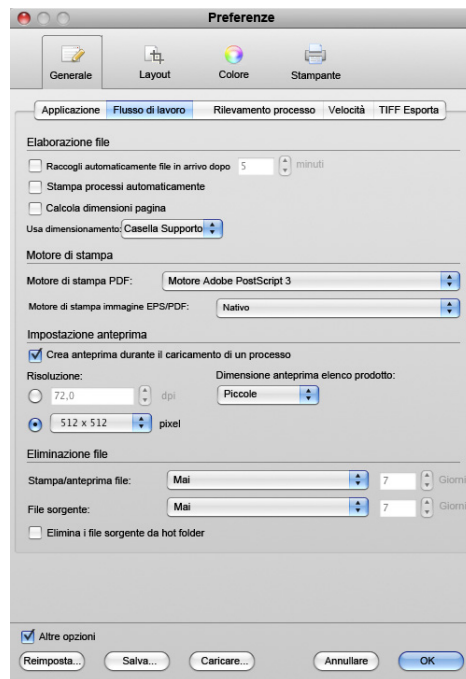 Preferenze
Generale Layout Colore Stampante
Applicazione Flusso di lavoro Rilevamento processo Velocità TIFF Esporta
Elaborazione file
Raccogli automaticamente file in arrivo dopo 5 minuti
Stampa processi automaticamente
Calcola dimensioni pagina
Usa dimensionamento: Casella Supporto
Motore di stampa
Motore di stampa PDF: Motore Adobe PostScript 3
Motore di stampa immagine EPS/PDF: Nativo
Impostazione anteprima
Crea anteprima durante il caricamento di un processo
Risoluzione: Dimensione anteprima elenco prodotto:
72,0 dpi Piccole
512 x 512 pixel
Eliminazione file
Stampa/anteprima file: Mai 7 Giorni
File sorgente: Mai 7 Giorni
Elimina i file sorgente da hot folder
Altre opzioni
Reimposta... Salva... Caricare... Annullare OK